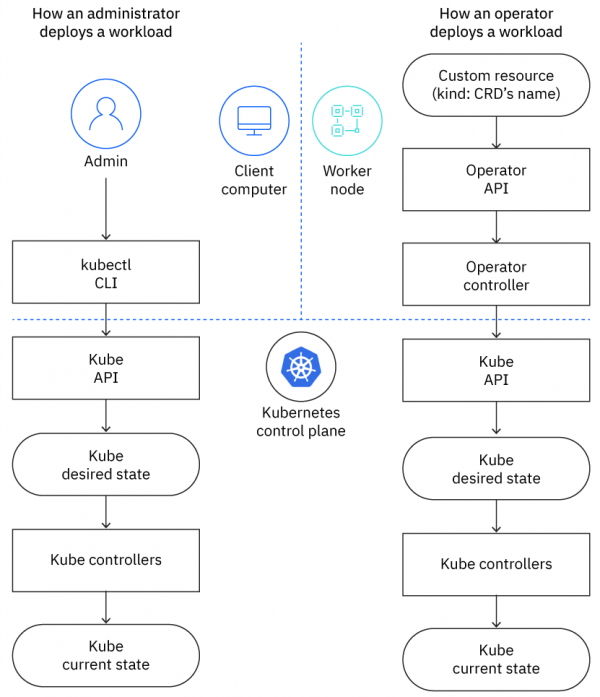 How an administrator
deploys a workload
Admin
kubectl
CLI
Kube
API
Kube
desired state
Kube controllers
Kube
current state
Client
computer
Worker
node
Kubernetes
control plane
How an operator
deploys a workload
Custom resource
(kind: CRD's name)
Operator
API
Operator
controller
Kube
API
Kube
desired state
Kube controllers
Kube
current state